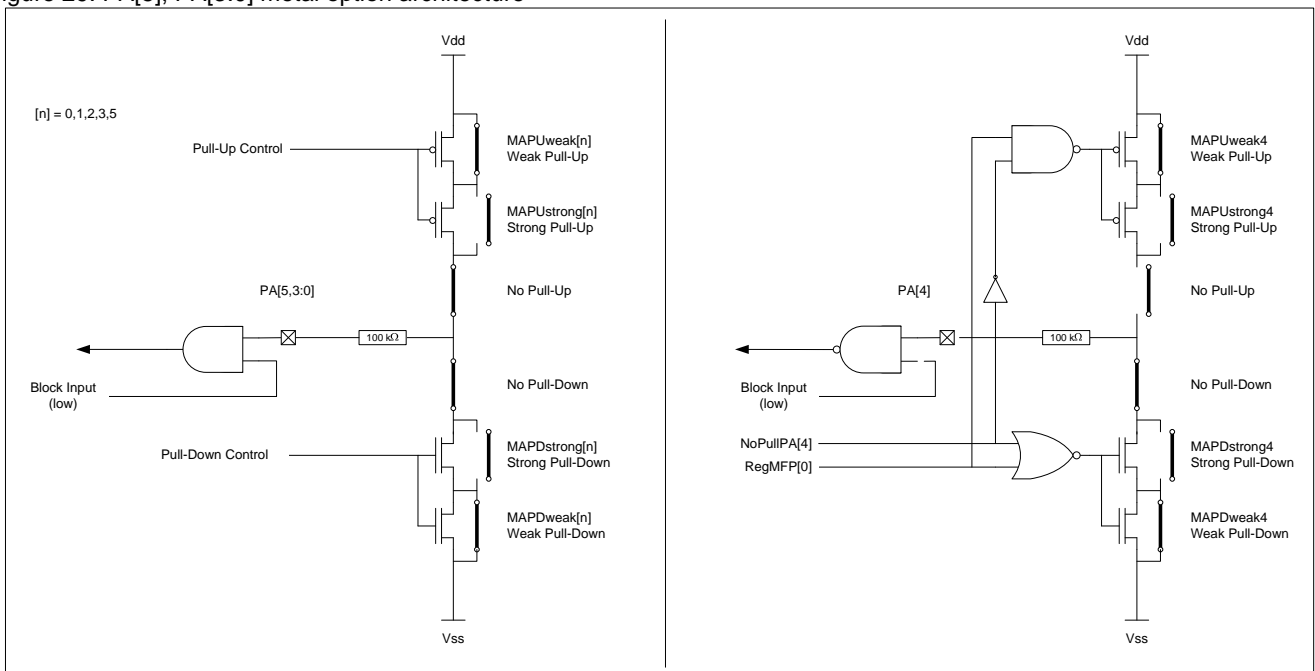 Vdd
[n] = 0,1,2,3,5
Pull-Up Control
MAPUweak[n]
Weak Pull-Up
MAPUstrong[n]
Strong Pull-Up
No Pull-Up
PA[5,3:0]
100 kΩ
Block Input
(low)
No Pull-Down
Pull-Down Control
MAPDstrong[n]
Strong Pull-Down
MAPDweak[n]
Weak Pull-Down
Vss
Vdd
MAPUweak4
Weak Pull-Up
MAPUstrong4
Strong Pull-Up
No Pull-Up
PA[4]
100 kΩ
Block Input
(low)
No Pull-Down
NoPullPA[4]
RegMFP[0]
MAPDstrong4
Strong Pull-Down
MAPDweak4
Weak Pull-Down
Vss